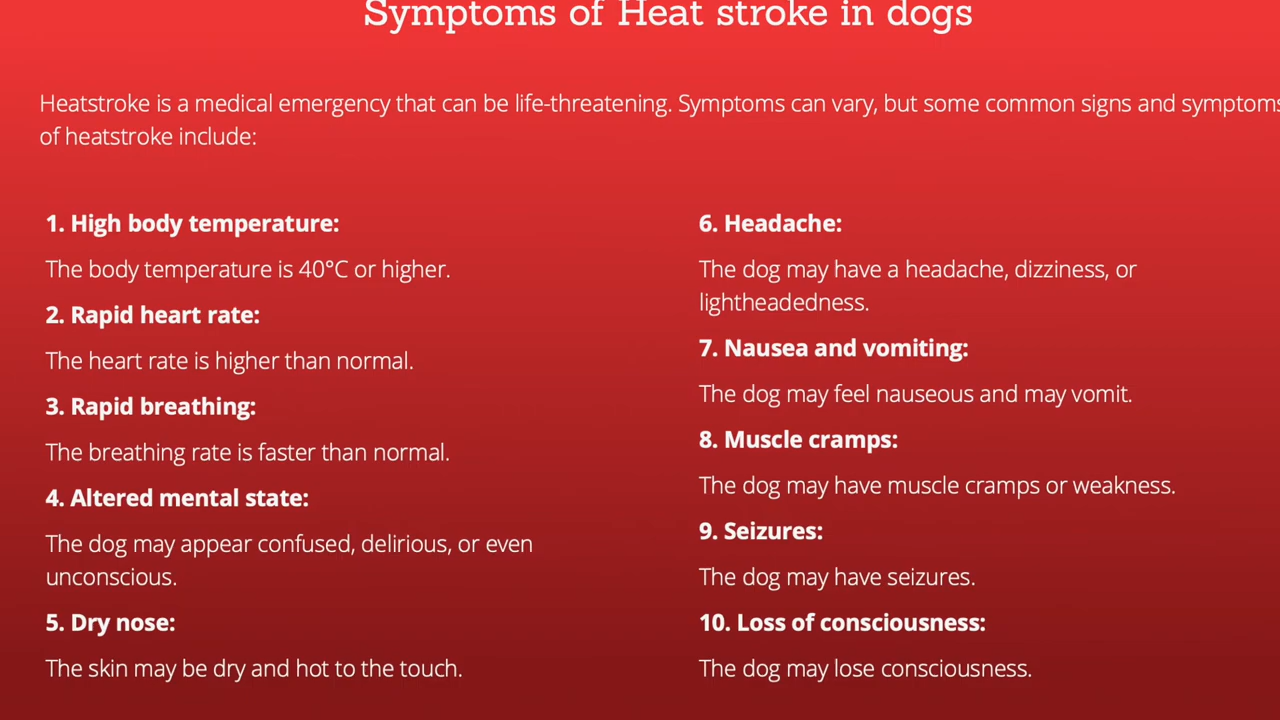 Symptoms of Heat stroke in dogs
Heatstroke is a medical emergency that can be life-threatening. Symptoms can vary, but some common signs and symptoms
of heatstroke include:
1. High body temperature:
The body temperature is 40°C or higher.
2. Rapid heart rate:
The heart rate is higher than normal.
3. Rapid breathing:
The breathing rate is faster than normal.
4. Altered mental state:
The dog may appear confused, delirious, or even
unconscious.
5. Dry nose:
The skin may be dry and hot to the touch.
6. Headache:
The dog may have a headache, dizziness, or
lightheadedness.
7. Nausea and vomiting:
The dog may feel nauseous and may vomit.
8. Muscle cramps:
The dog may have muscle cramps or weakness.
9. Seizures:
The dog may have seizures.
10. Loss of consciousness:
The dog may lose consciousness.